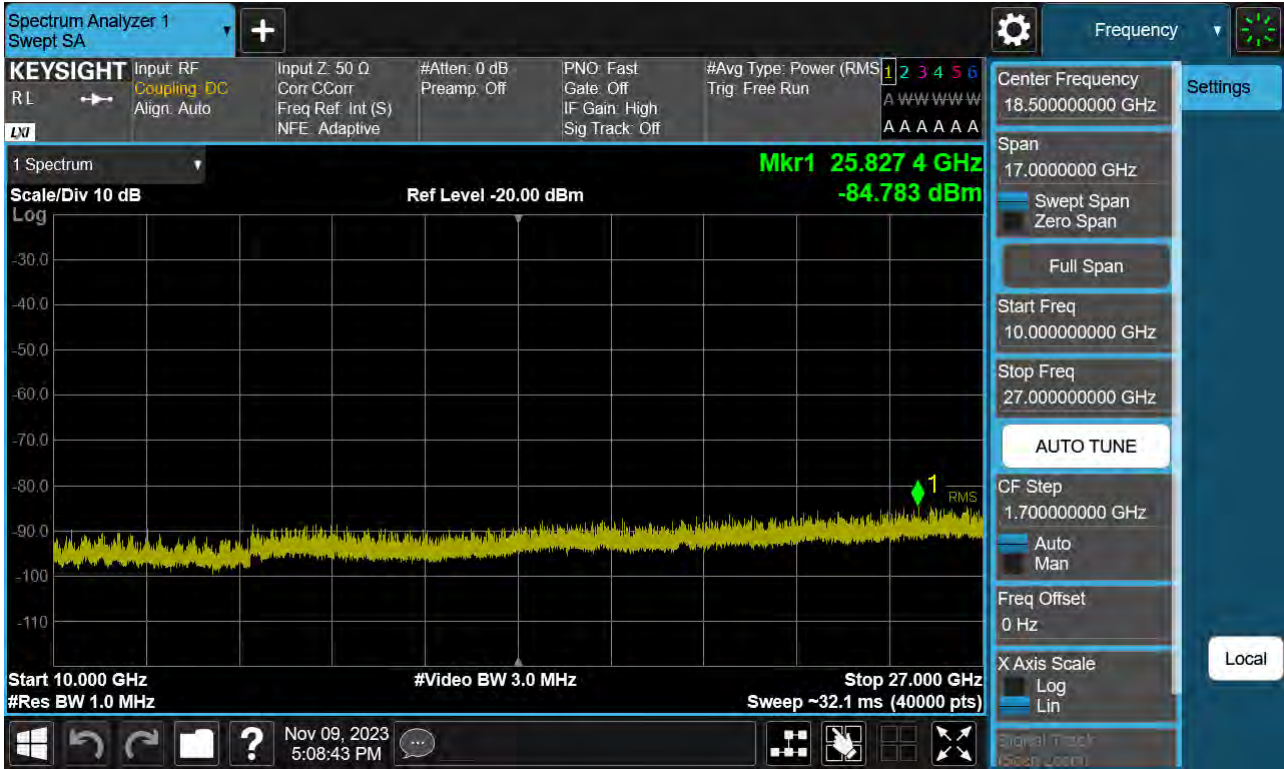 Spectrum Analyzer 1
Swept SA
Frequency
KEYSIGHT
R L
LXI
Input: RF
Coupling: DC
Align: Auto
Input Z: 50 Ω
Corr CCorr
Freq Ref: Int (S)
NFE: Adaptive
#Atten: 0 dB
Preamp: Off
PNO: Fast
Gate: Off
IF Gain: High
Sig Track: Off
#Avg Type: Power (RMS
Trig: Free Run
1 2 3 4 5 6
A W W W W W
A A A A A A
1 Spectrum
Scale/Div 10 dB
Log
Ref Level -20.00 dBm
Mkr1 25.827 4 GHz
-84.783 dBm
-30.0
-40.0
-50.0
-60.0
-70.0
-80.0
-90.0
-100
-110
1
RMS
Start 10.000 GHz
#Res BW 1.0 MHz
#Video BW 3.0 MHz
Stop 27.000 GHz
Sweep ~32.1 ms (40000 pts)
Center Frequency
18.500000000 GHz
Span
17.0000000 GHz
Swept Span
Zero Span
Full Span
Start Freq
10.000000000 GHz
Stop Freq
27.000000000 GHz
AUTO TUNE
CF Step
1.700000000 GHz
Auto
Man
Freq Offset
0 Hz
X Axis Scale
Log
Lin
Signal Track
(Span Zoom)
Settings
Local
Nov 09, 2023
5:08:43 PM